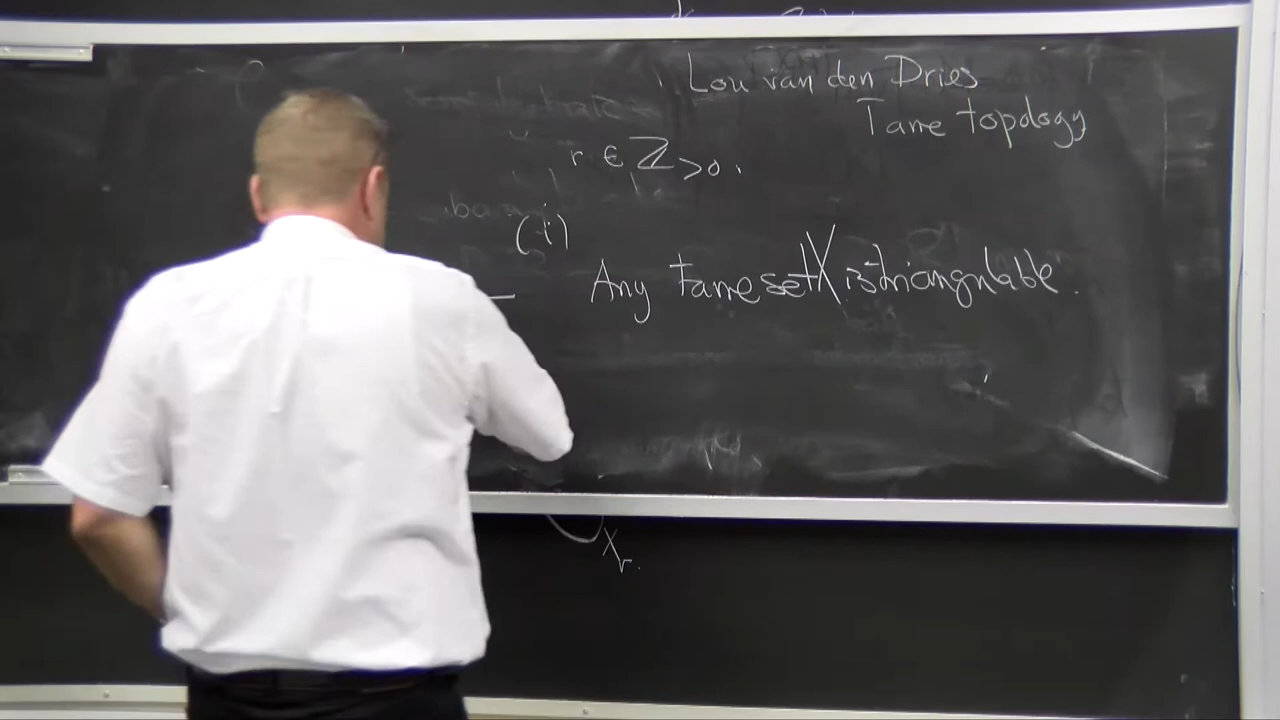 Lou van den Dries
Tame topology
r ∈ ℤ>0.
(i)
Any tame set X is triangulable.
Xr.